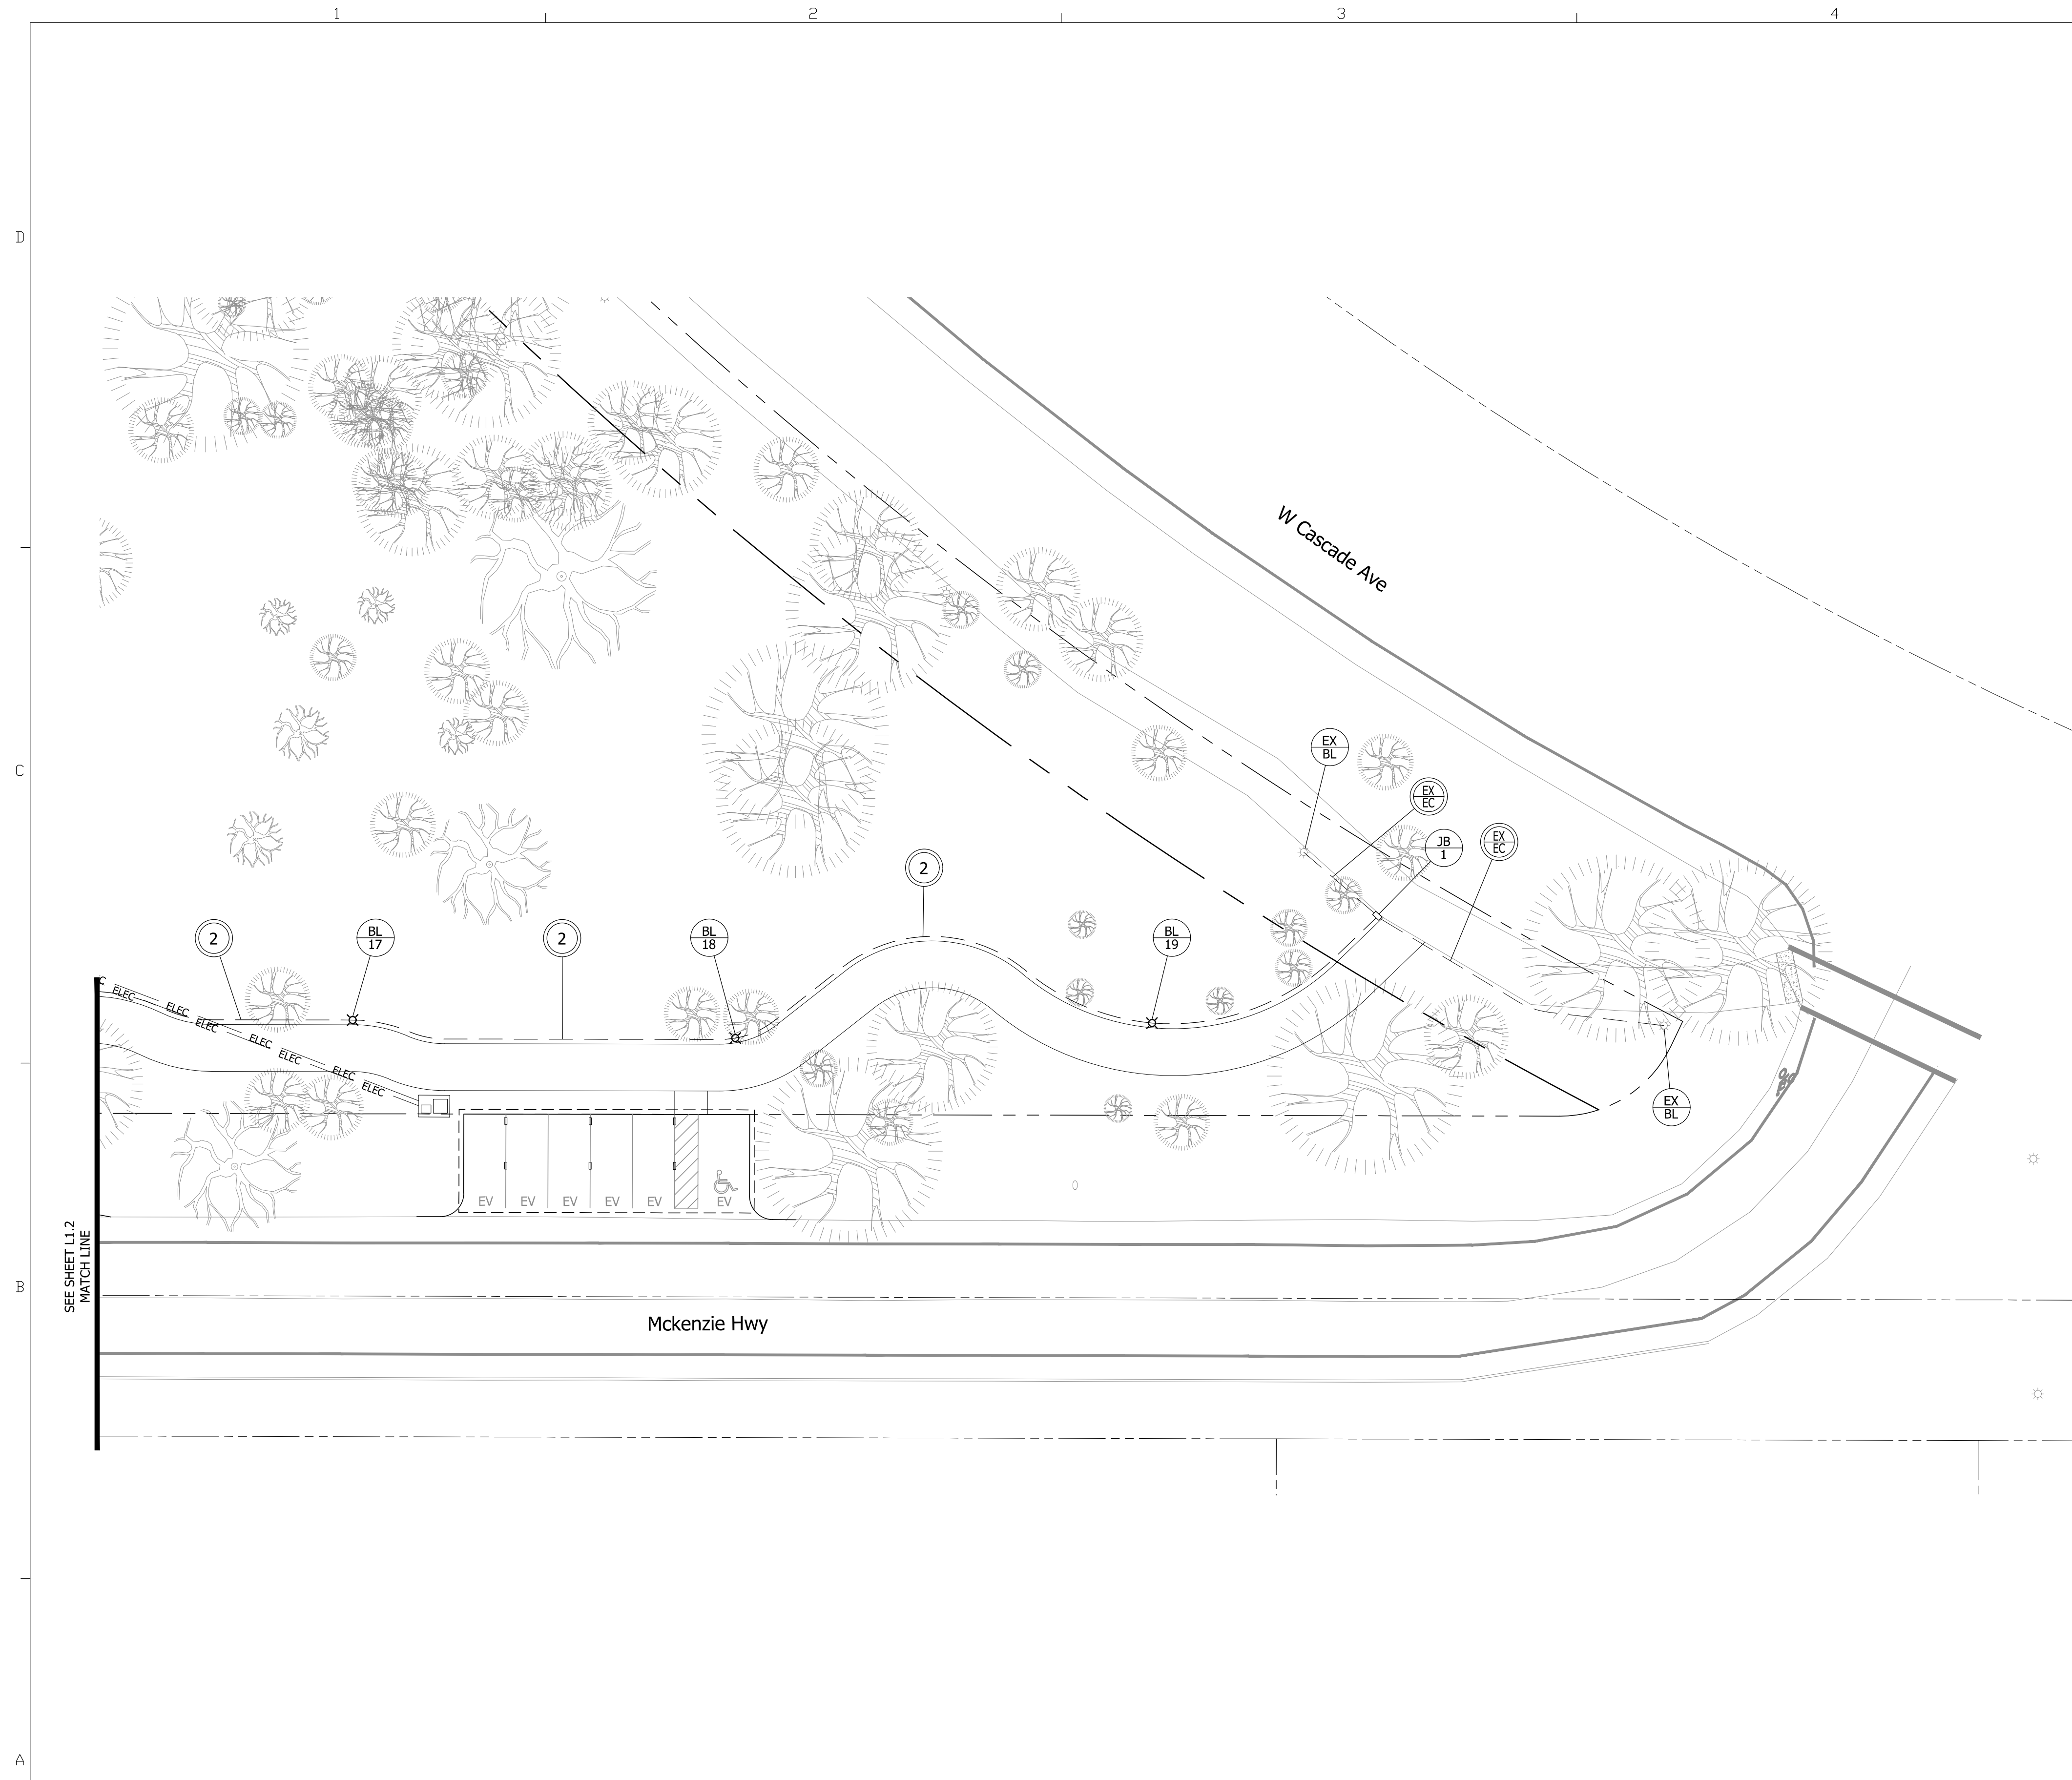 1
2
3
4
D
W Cascade Ave
EX
BL
C
EX
EC
JB
1
EX
EC
2
2
BL
17
2
BL
18
BL
19
ELEC
ELEC
ELEC
ELEC
ELEC
ELEC
ELEC
EX
BL
EV
EV
EV
EV
EV
EV
SEE SHEET L1.2
MATCH LINE
B
Mckenzie Hwy
A